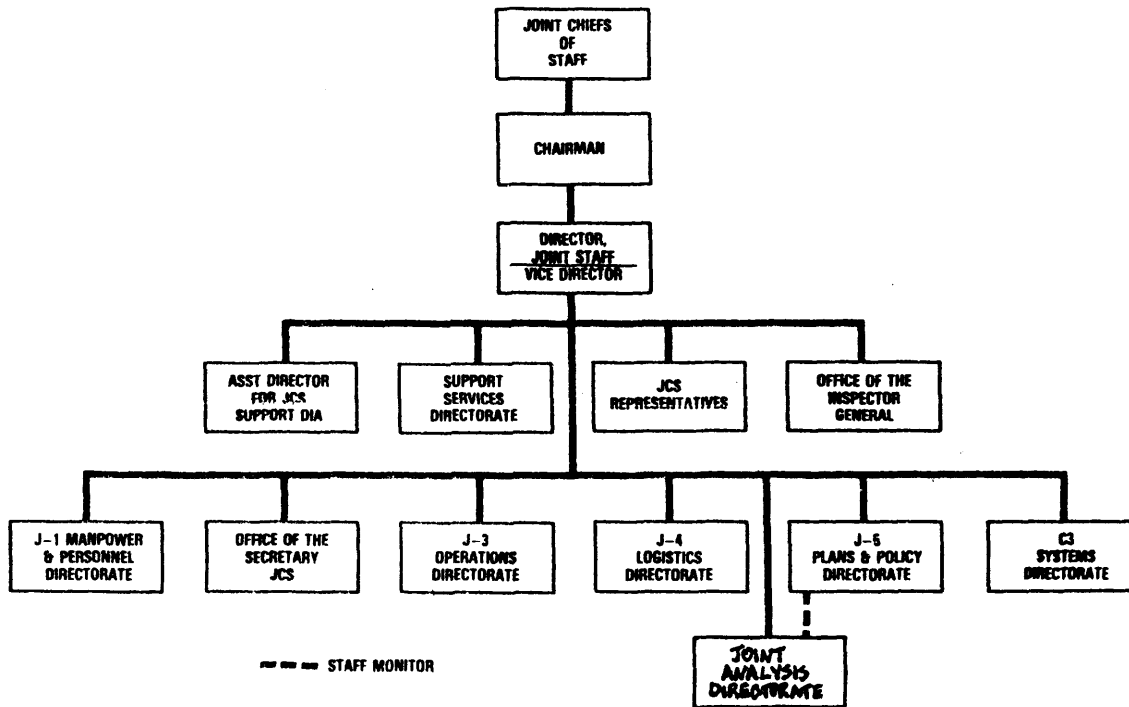 JOINT CHIEFS
OF
STAFF
CHAIRMAN
DIRECTOR,
JOINT STAFF
VICE DIRECTOR
ASST DIRECTOR
FOR JCS
SUPPORT DIA
SUPPORT
SERVICES
DIRECTORATE
JCS
REPRESENTATIVES
OFFICE OF THE
INSPECTOR
GENERAL
J-1 MANPOWER
& PERSONNEL
DIRECTORATE
OFFICE OF THE
SECRETARY
JCS
J-3
OPERATIONS
DIRECTORATE
J-4
LOGISTICS
DIRECTORATE
J-5
PLANS & POLICY
DIRECTORATE
C3
SYSTEMS
DIRECTORATE
JOINT
ANALYSIS
DIRECTORATE
STAFF MONITOR